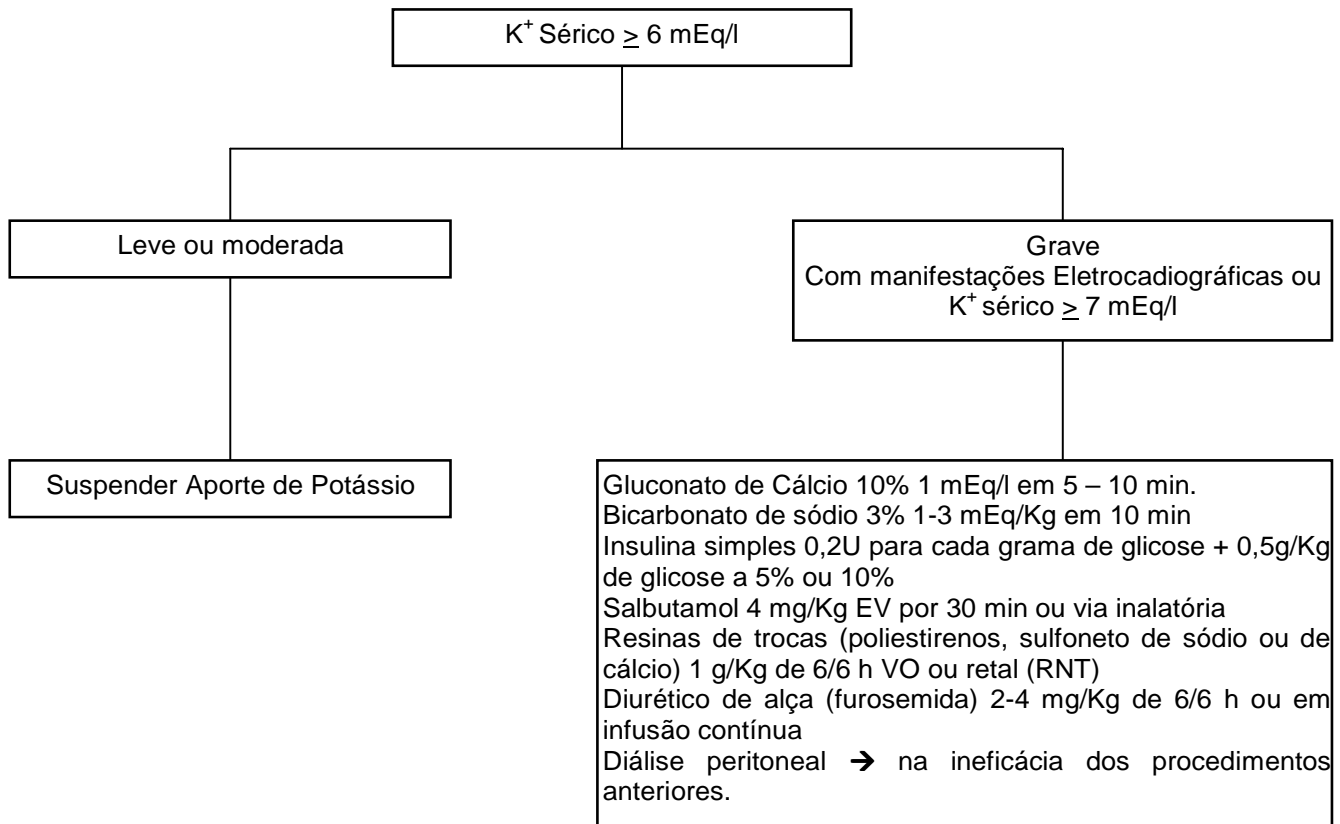 K+ Sérico ≥ 6 mEq/l
Leve ou moderada
Grave
Com manifestações Eletrocadiográficas ou
K+ sérico ≥ 7 mEq/l
Suspender Aporte de Potássio
Gluconato de Cálcio 10% 1 mEq/l em 5 – 10 min.
Bicarbonato de sódio 3% 1-3 mEq/Kg em 10 min
Insulina simples 0,2U para cada grama de glicose + 0,5g/Kg
de glicose a 5% ou 10%
Salbutamol 4 mg/Kg EV por 30 min ou via inalatória
Resinas de trocas (poliestirenos, sulfoneto de sódio ou de
cálcio) 1 g/Kg de 6/6 h VO ou retal (RNT)
Diurético de alça (furosemida) 2-4 mg/Kg de 6/6 h ou em
infusão contínua
Diálise peritoneal ➔ na ineficácia dos procedimentos
anteriores.